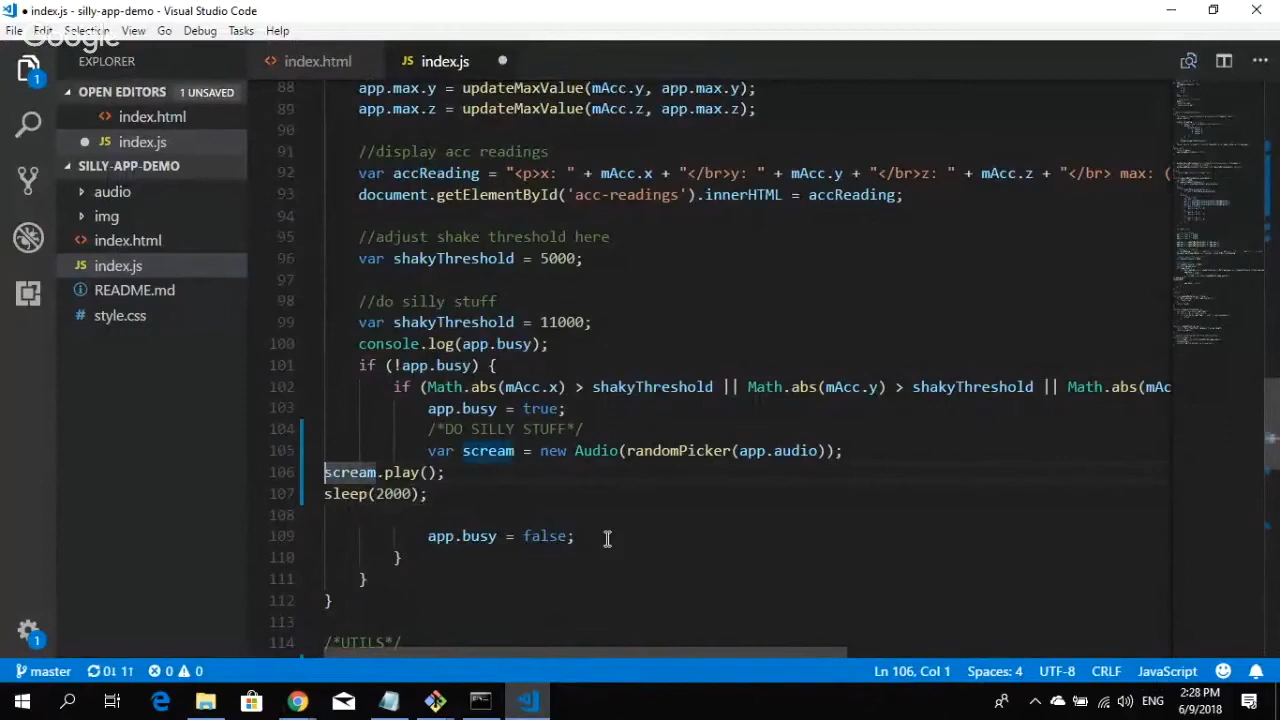 index.js - silly-app-demo - Visual Studio Code
File Edit Selection View Go Debug Tasks Help
Google
EXPLORER
index.html
JS index.js
OPEN EDITORS 1 UNSAVED
<> index.html
JS index.js
SILLY-APP-DEMO
audio
img
<> index.html
JS index.js
README.md
style.css
88 app.max.y = updateMaxValue(mAcc.y, app.max.y);
89 app.max.z = updateMaxValue(mAcc.z, app.max.z);
90
91 //display acc readings
92 var accReading = "x: " + mAcc.x + "</br>y: " + mAcc.y + "</br>z: " + mAcc.z + "</br> max: (
93 document.getElementById('acc-readings').innerHTML = accReading;
94
95 //adjust shake threshold here
96 var shakyThreshold = 5000;
97
98 //do silly stuff
99 var shakyThreshold = 11000;
100 console.log(app.busy);
101 if (!app.busy) {
102 if (Math.abs(mAcc.x) > shakyThreshold || Math.abs(mAcc.y) > shakyThreshold || Math.abs(mAc
103 app.busy = true;
104 /*DO SILLY STUFF*/
105 var scream = new Audio(randomPicker(app.audio));
106 scream.play();
107 sleep(2000);
108
109 app.busy = false;
110 }
111 }
112 }
113
114 /*UTILS*/
1
1
master 0↓ 1↑ 0 0 Ln 106, Col 1 Spaces: 4 UTF-8 CRLF JavaScript
ENG
2:28 PM
6/9/2018